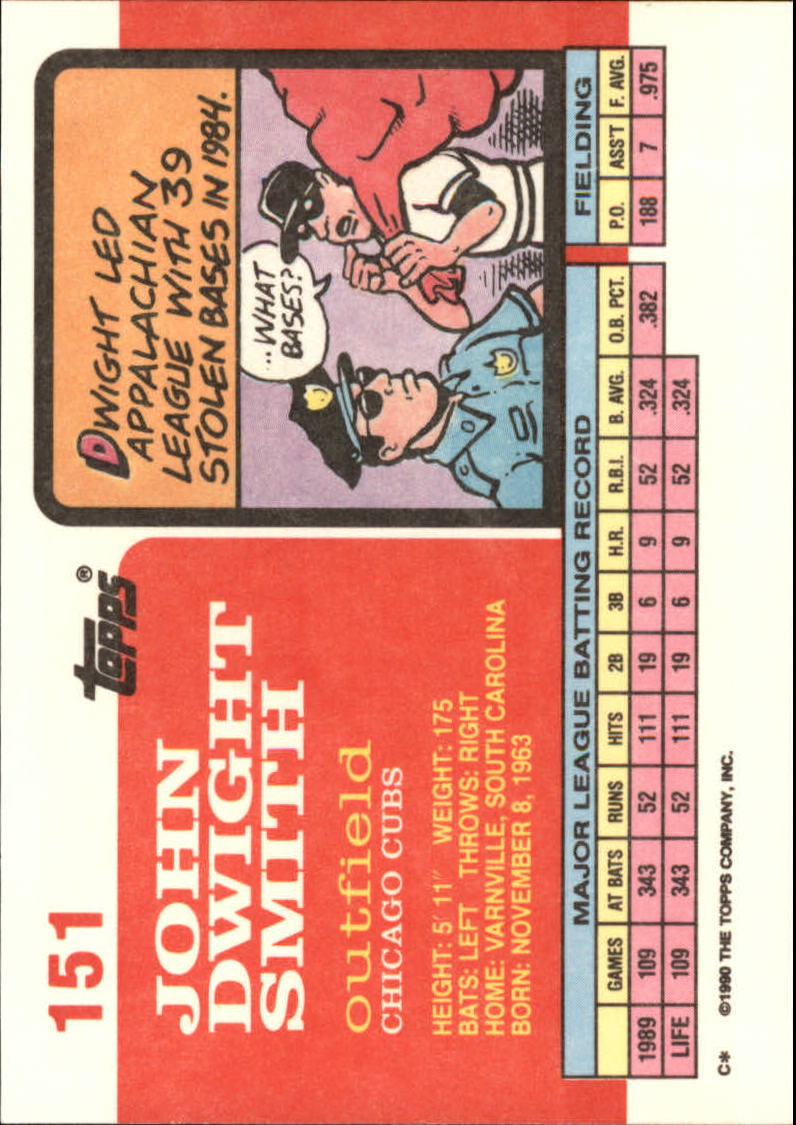 151
topps®
JOHN
DWIGHT
SMITH
outfield
CHICAGO CUBS
HEIGHT: 5' 11" WEIGHT: 175
BATS: LEFT THROWS: RIGHT
HOME: VARNVILLE, SOUTH CAROLINA
BORN: NOVEMBER 8, 1963
DWIGHT LED
APPALACHIAN
LEAGUE WITH 39
STOLEN BASES IN 1984.
...WHAT
BASES?
MAJOR LEAGUE BATTING RECORD FIELDING
GAMES AT BATS RUNS HITS 2B 3B H.R. R.B.I. B. AVG. O.B. PCT. P.O. ASS'T F. AVG.
1989 109 343 52 111 19 6 9 52 .324 .382 188 7 .975
LIFE 109 343 52 111 19 6 9 52 .324
C* ©1990 THE TOPPS COMPANY, INC.